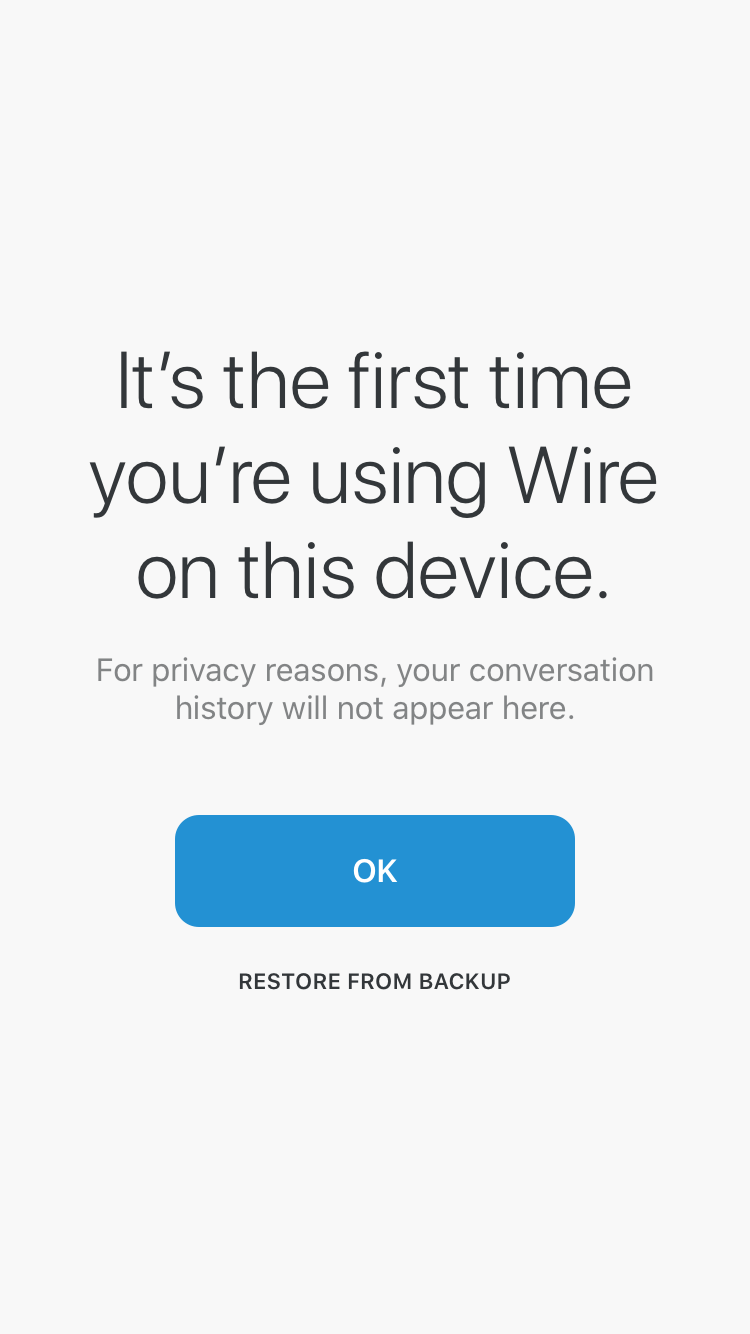 It’s the first time
you’re using Wire
on this device.
For privacy reasons, your conversation
history will not appear here.
OK
RESTORE FROM BACKUP